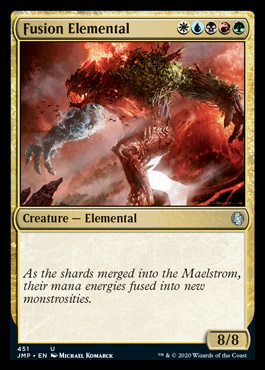 Fusion Elemental
Creature — Elemental
As the shards merged into the Maelstrom,
their mana energies fused into new
monstrosities.
8/8
451 U
JMP • EN MICHAEL KOMARCK
™ & © 2020 Wizards of the Coast